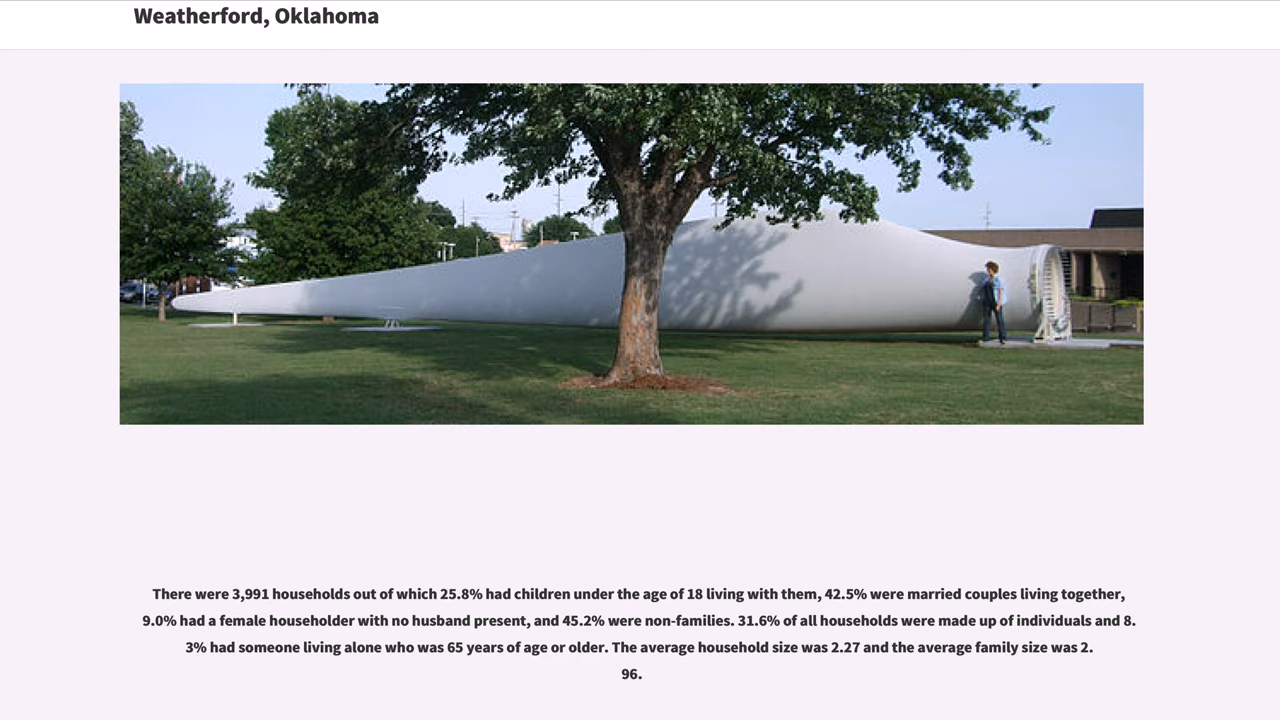 Weatherford, Oklahoma
There were 3,991 households out of which 25.8% had children under the age of 18 living with them, 42.5% were married couples living together,
9.0% had a female householder with no husband present, and 45.2% were non-families. 31.6% of all households were made up of individuals and 8.
3% had someone living alone who was 65 years of age or older. The average household size was 2.27 and the average family size was 2.
96.